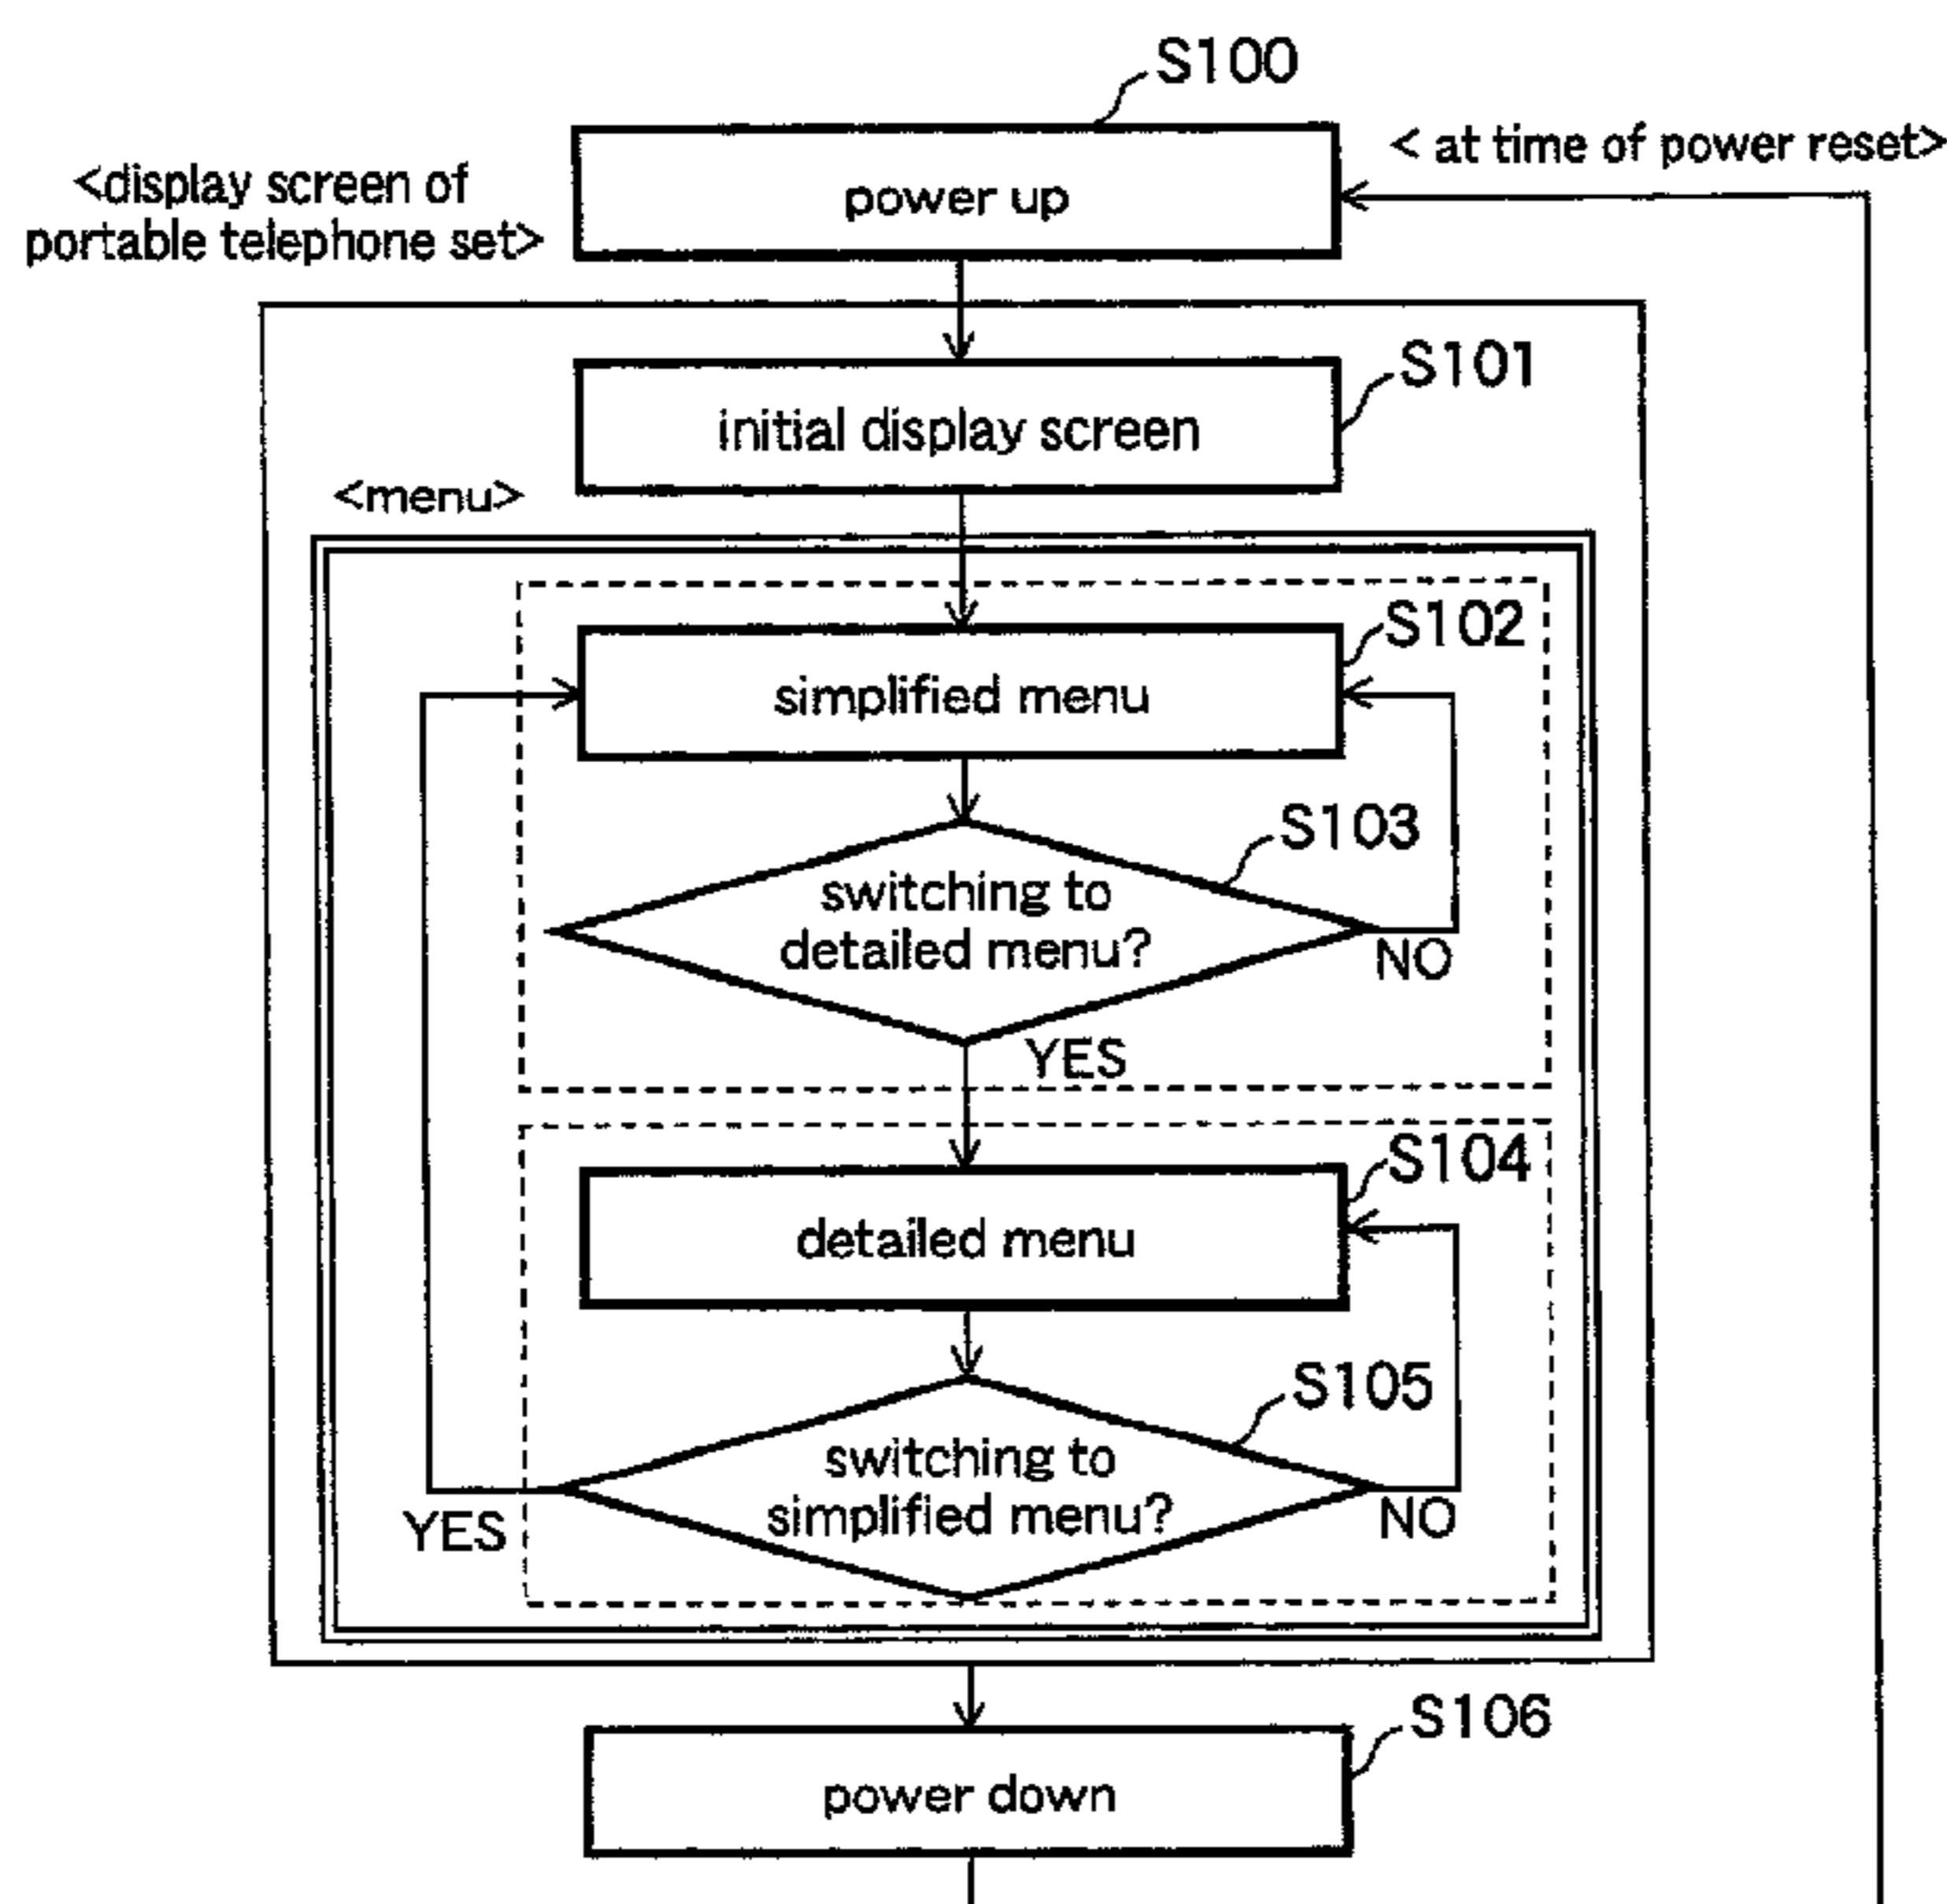 S100
< at time of power reset>
<display screen of
portable telephone set>
power up
S101
initial display screen
<menu>
S102
simplified menu
S103
switching to
detailed menu?
NO
YES
S104
detailed menu
S105
switching to
simplified menu?
YES
NO
S106
power down